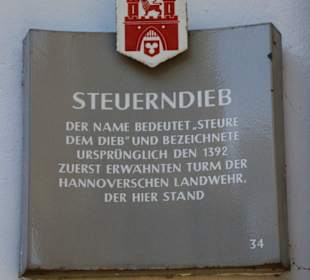 STEUERNDIEB
DER NAME BEDEUTET „STEURE
DEM DIEB" UND BEZEICHNETE
URSPRÜNGLICH DEN 1392
ZUERST ERWÄHNTEN TURM DER
HANNOVERSCHEN LANDWEHR,
DER HIER STAND
34